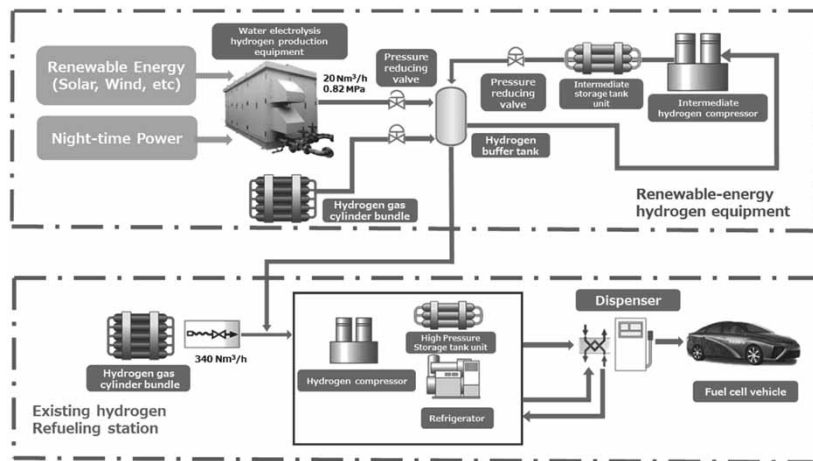 Water electrolysis
hydrogen production
equipment
Renewable Energy
(Solar, Wind, etc)
Night-time Power
20 Nm³/h
0.82 MPa
Pressure
reducing
valve
Pressure
reducing
valve
Intermediate
storage tank
unit
Intermediate
hydrogen compressor
Hydrogen
buffer tank
Hydrogen gas
cylinder bundle
Renewable-energy
hydrogen equipment
Hydrogen gas
cylinder bundle
340 Nm³/h
Hydrogen compressor
High Pressure
Storage tank unit
Refrigerator
Dispenser
Fuel cell vehicle
Existing hydrogen
Refueling station